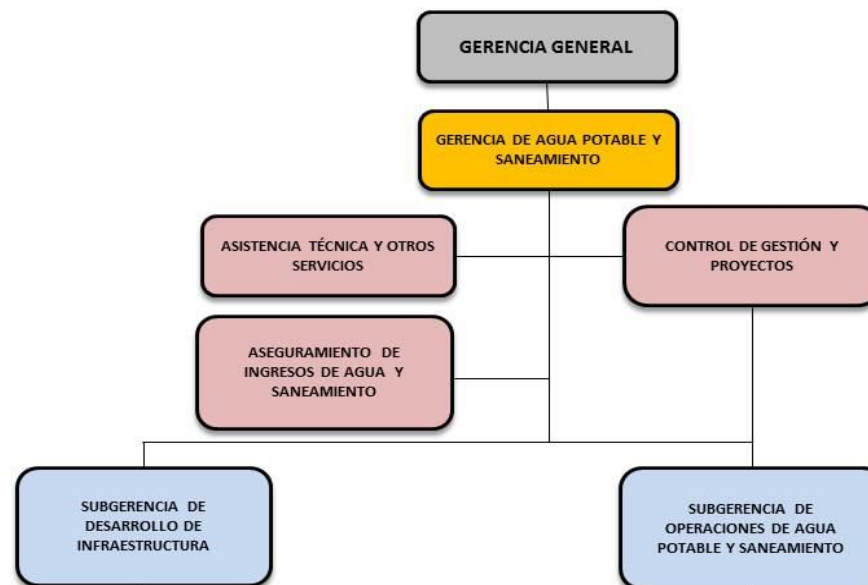 GERENCIA GENERAL
GERENCIA DE AGUA POTABLE Y
SANEAMIENTO
ASISTENCIA TÉCNICA Y OTROS
SERVICIOS
CONTROL DE GESTIÓN Y
PROYECTOS
ASEGURAMIENTO DE
INGRESOS DE AGUA Y
SANEAMIENTO
SUBGERENCIA DE
DESARROLLO DE
INFRAESTRUCTURA
SUBGERENCIA DE
OPERACIONES DE AGUA
POTABLE Y SANEAMIENTO